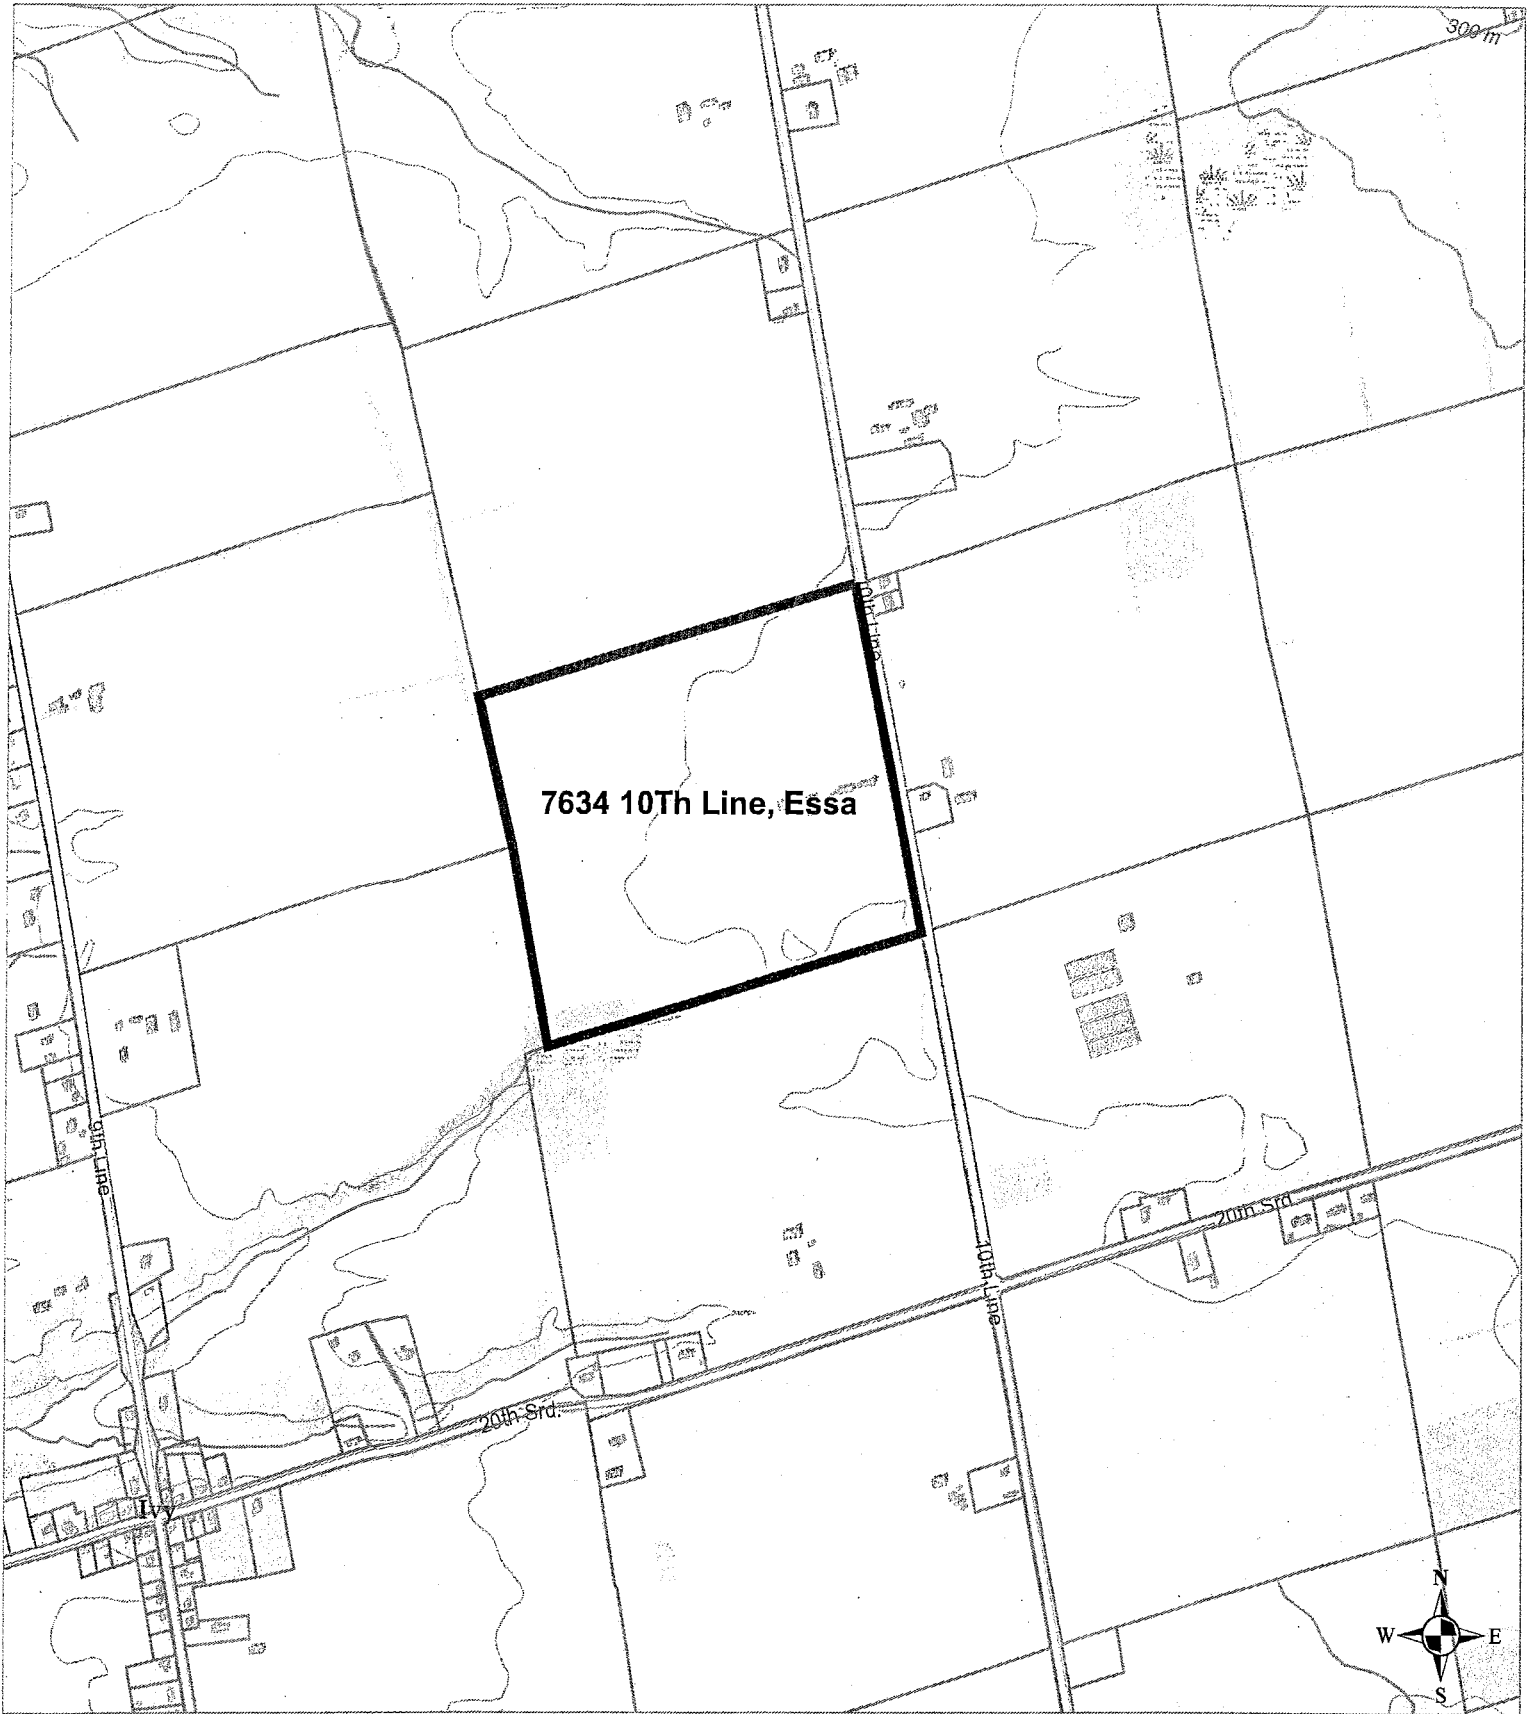 300 m
10th Line
7634 10Th Line, Essa
9th Line
20th Srd.
10th Line
20th Srd.
Ivy
N
W E
S